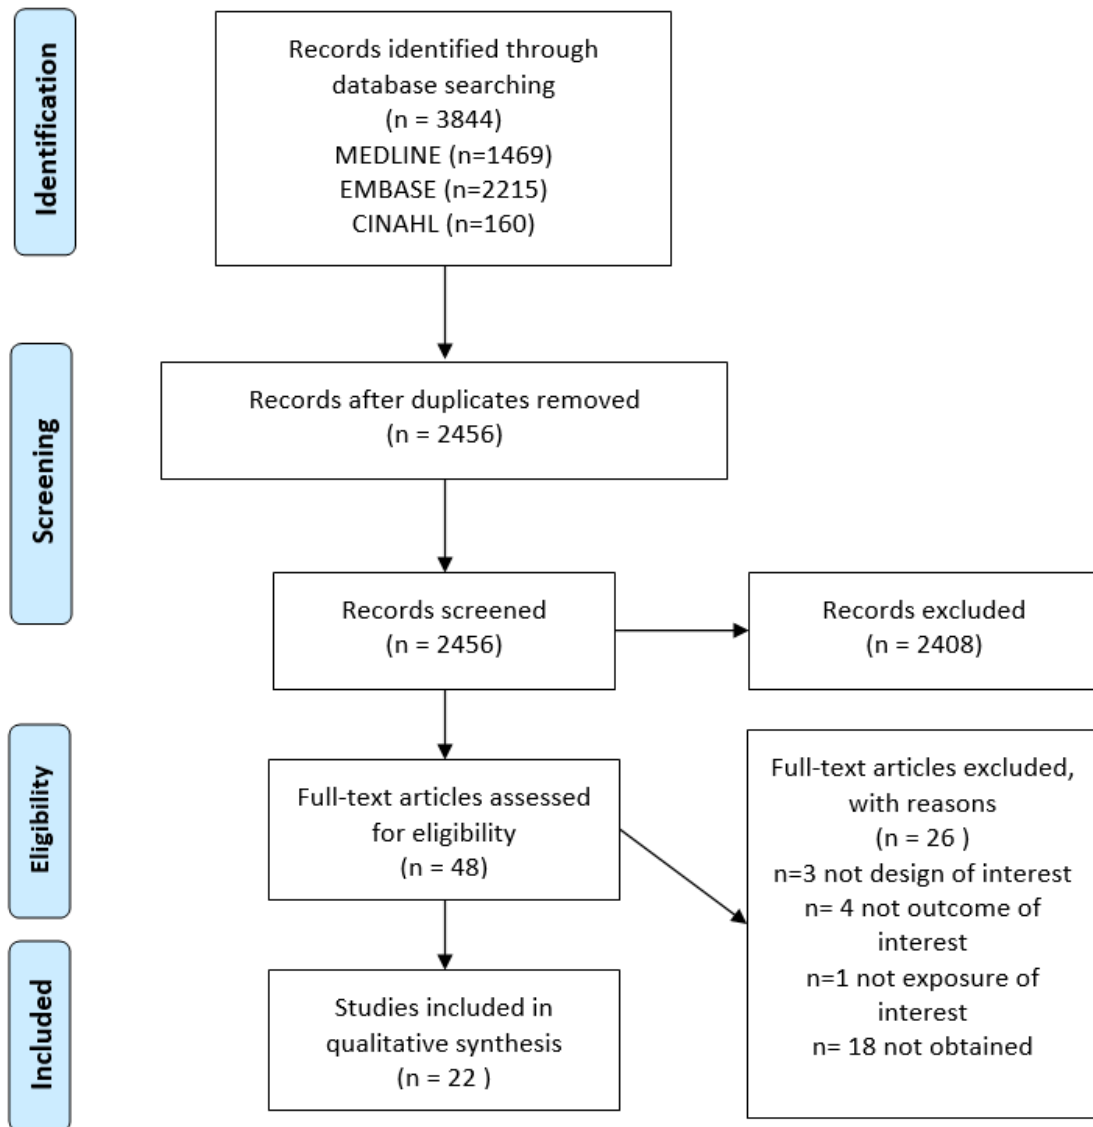 Identification
Records identified through
database searching
(n = 3844)
MEDLINE (n=1469)
EMBASE (n=2215)
CINAHL (n=160)
Screening
Records after duplicates removed
(n = 2456)
Records screened
(n = 2456)
Records excluded
(n = 2408)
Eligibility
Full-text articles assessed
for eligibility
(n = 48)
Full-text articles excluded,
with reasons
(n = 26 )
n=3 not design of interest
n= 4 not outcome of
interest
n=1 not exposure of
interest
n= 18 not obtained
Included
Studies included in
qualitative synthesis
(n = 22 )